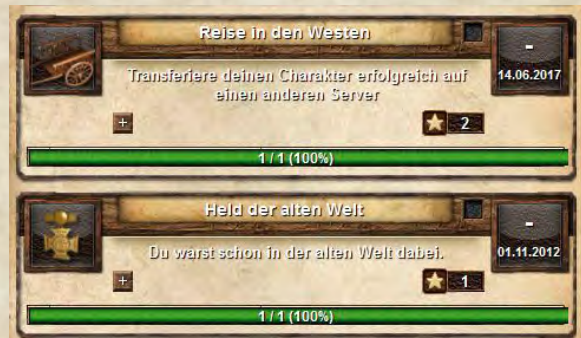 Reise in den Westen
-
14.06.2017
Transferiere deinen Charakter erfolgreich auf
einen anderen Server
+
2
1 / 1 (100%)
Held der alten Welt
-
01.11.2012
Du warst schon in der alten Welt dabei.
+
1
1 / 1 (100%)